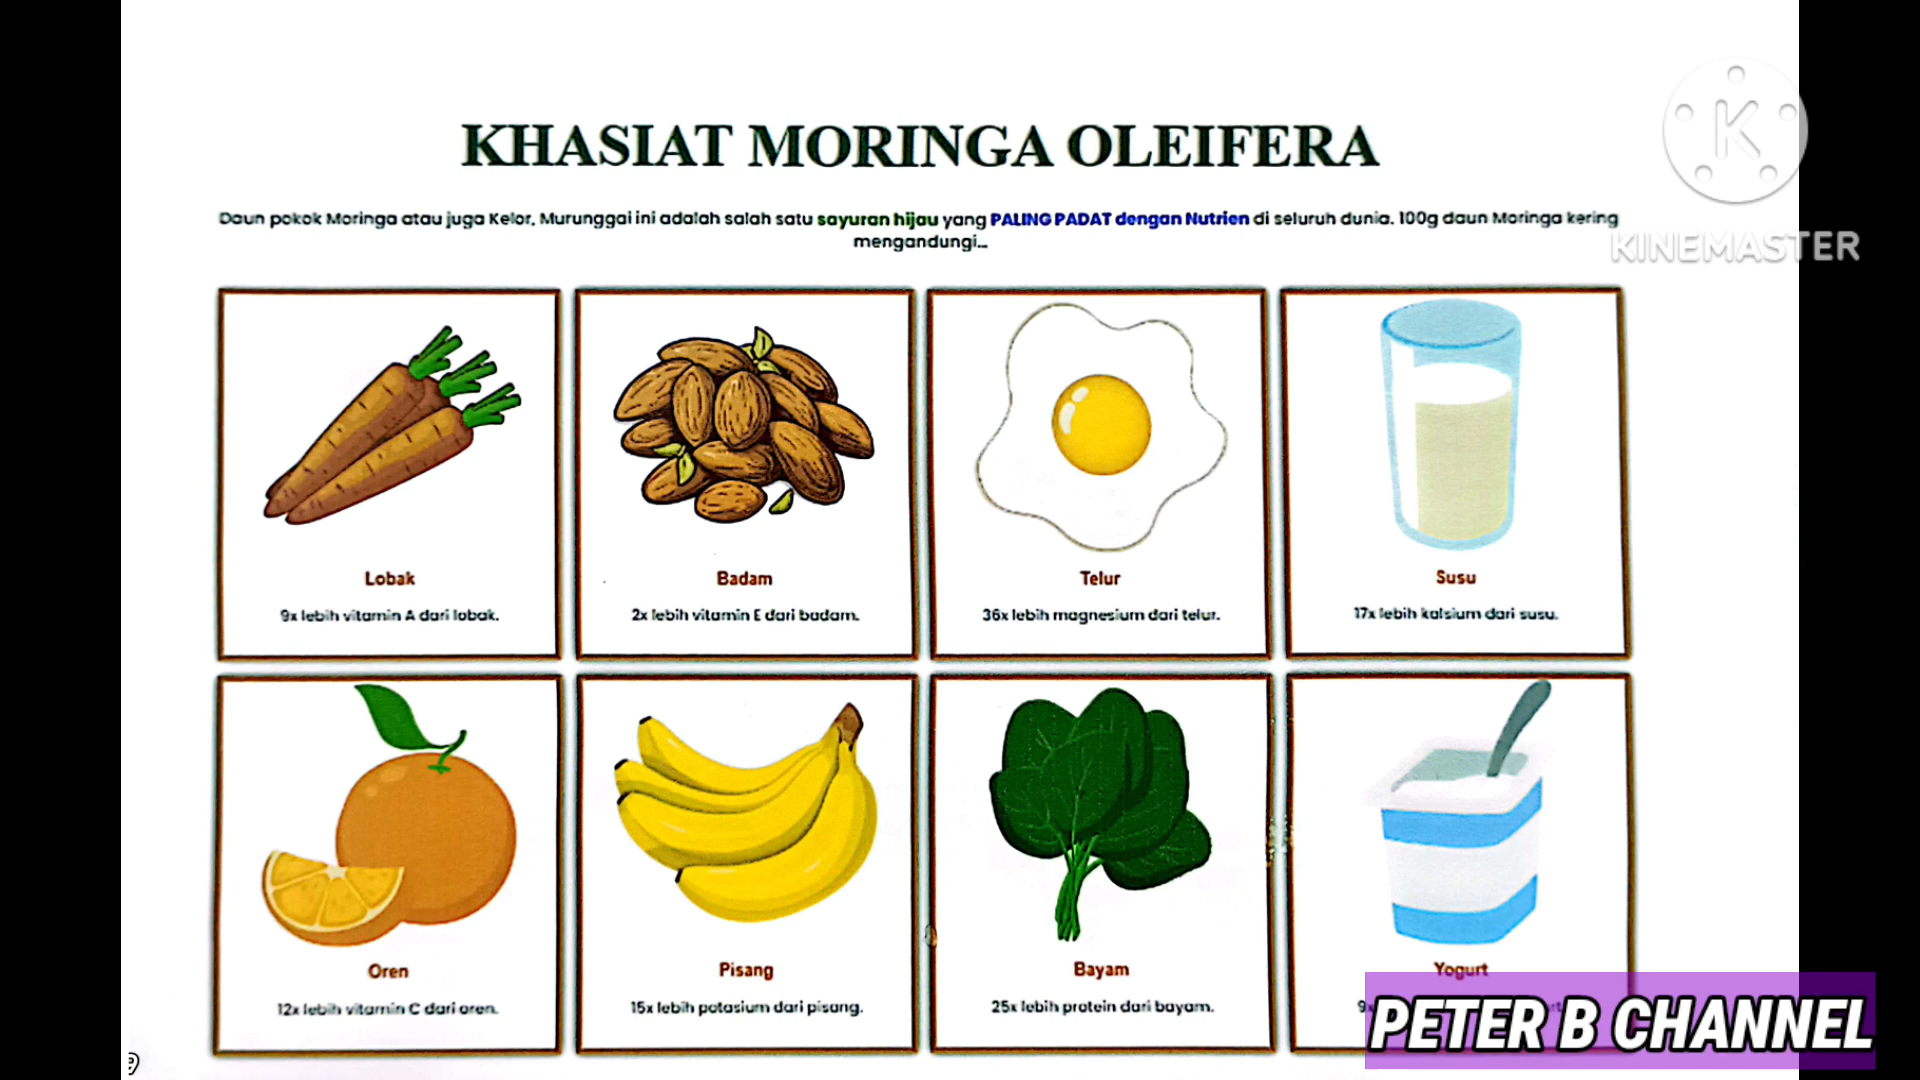 KHASIAT MORINGA OLEIFERA
Daun pokok Moringa atau juga Kelor, Murunggai ini adalah salah satu sayuran hijau yang PALING PADAT dengan Nutrien di seluruh dunia. 100g daun Moringa kering
mengandungi...
KINEMASTER
Lobak
9x lebih vitamin A dari lobak.
Badam
2x lebih vitamin E dari badam.
Telur
36x lebih magnesium dari telur.
Susu
17x lebih kalsium dari susu.
Oren
12x lebih vitamin C dari oren.
Pisang
15x lebih potasium dari pisang.
Bayam
25x lebih protein dari bayam.
Yogurt
PETER B CHANNEL